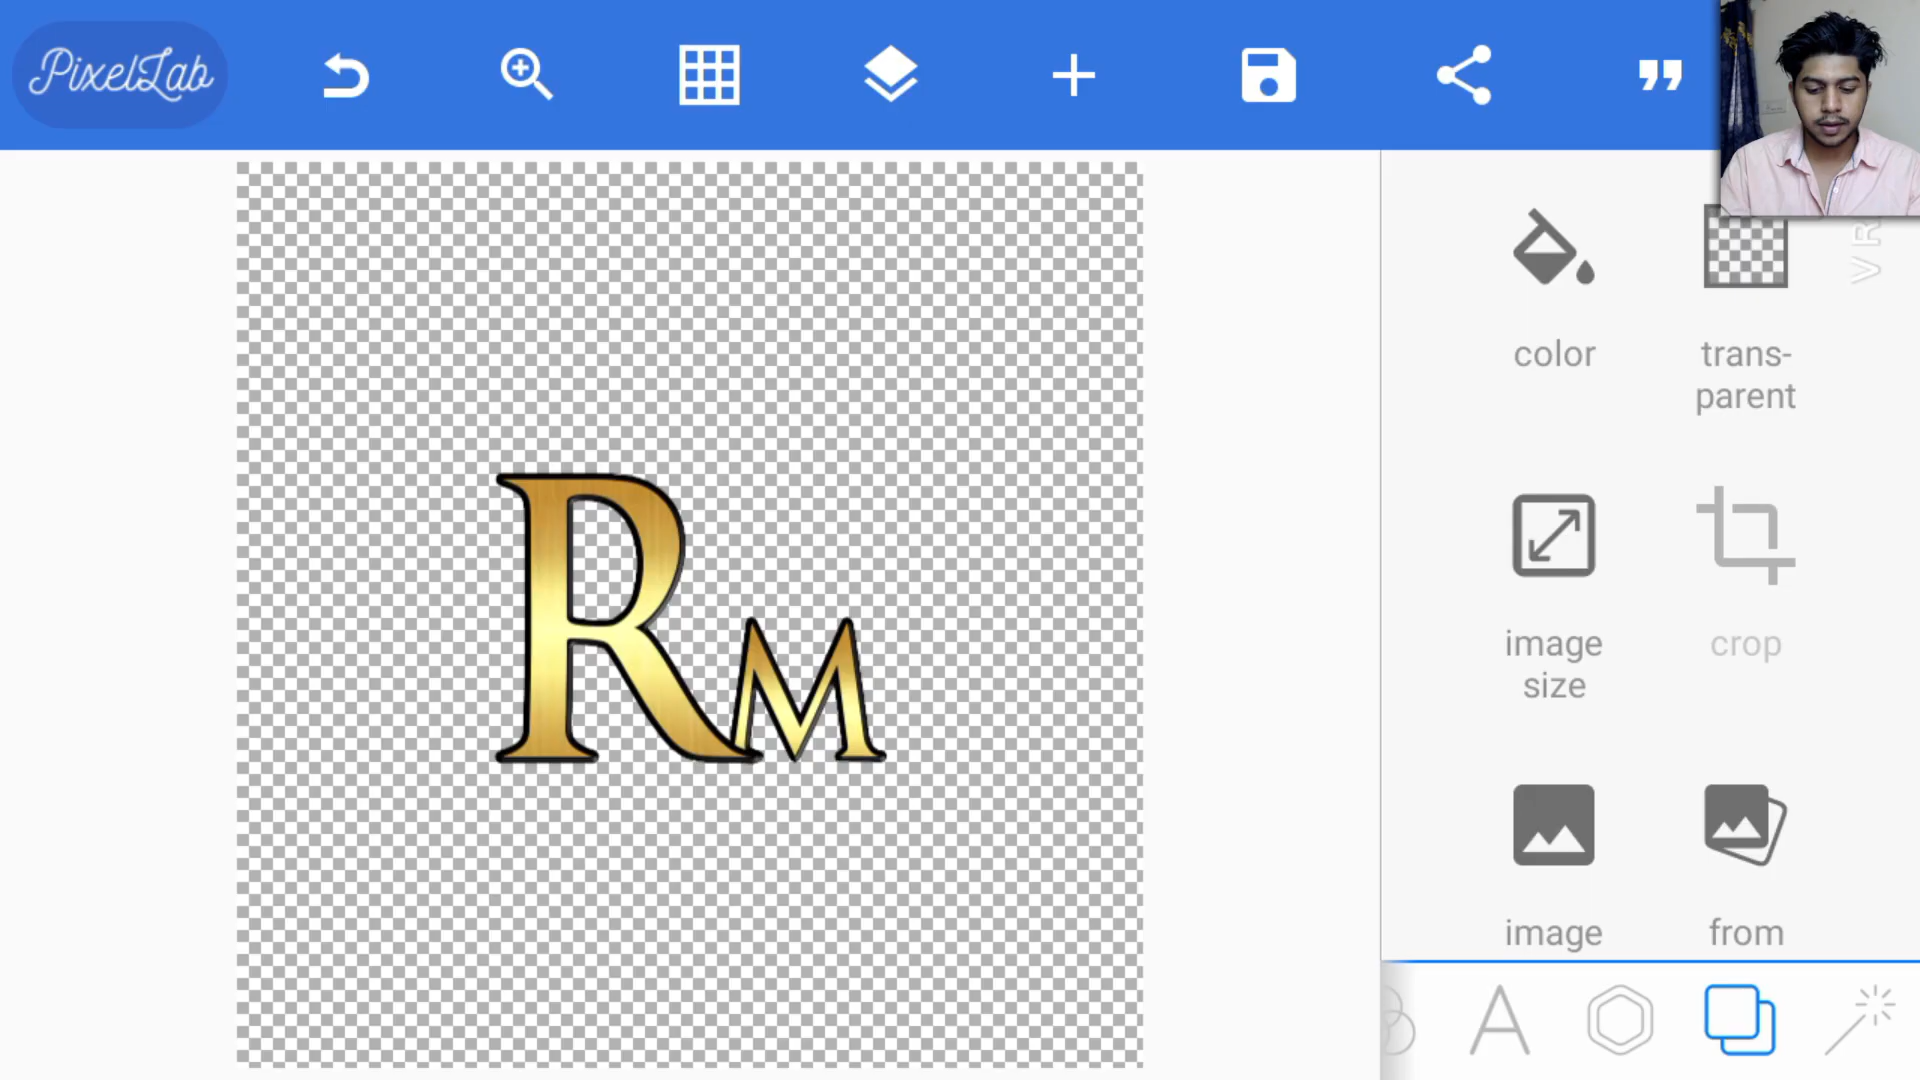 PixelLab
color
trans-
parent
image
size
crop
image
from
RM